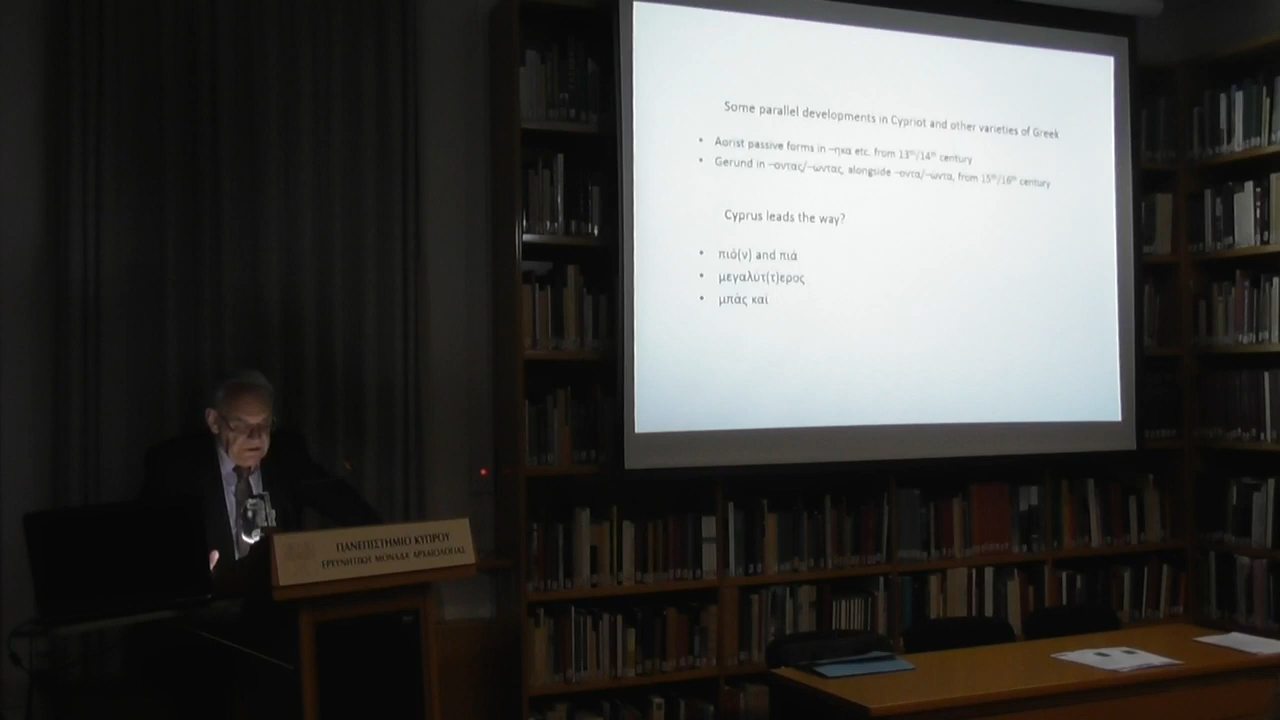 Some parallel developments in Cypriot and other varieties of Greek
• Aorist passive forms in –ηκα etc. from 13th/14th century
• Gerund in –οντας/–ωντας, alongside –οντα/–ωντα, from 15th/16th century
Cyprus leads the way?
• πιό(ν) and πιά
• μεγαλύτ(τ)ερος
• μπάς καί
ΠΑΝΕΠΙΣΤΗΜΙΟ ΚΥΠΡΟΥ
ΕΡΕΥΝΗΤΙΚΗ ΜΟΝΑΔΑ ΑΡΧΑΙΟΛΟΓΙΑΣ